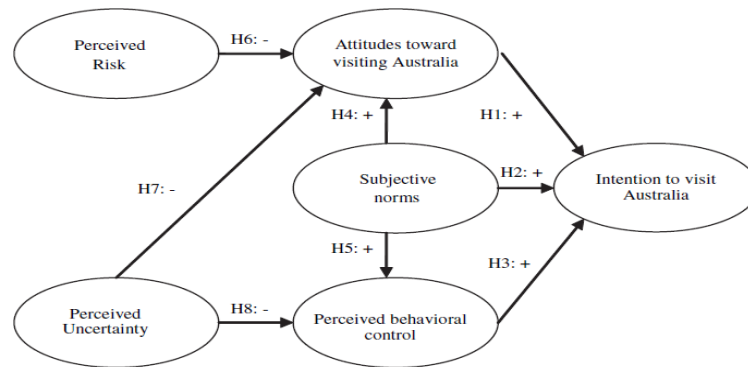 Perceived
Risk
H6: -
Attitudes toward
visiting Australia
H4: +
H1: +
H7: -
Subjective
norms
H2: +
Intention to visit
Australia
H5: +
H3: +
Perceived
Uncertainty
H8: -
Perceived behavioral
control